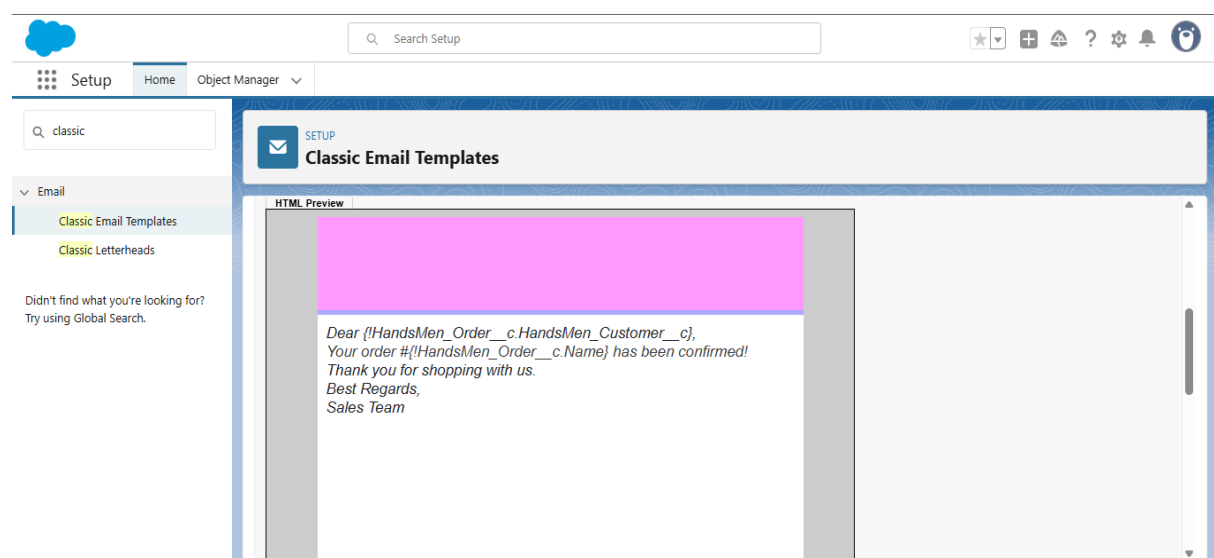 Search Setup
Setup
Home
Object Manager
classic
Email
Classic Email Templates
Classic Letterheads
Didn't find what you're looking for?
Try using Global Search.
SETUP
Classic Email Templates
HTML Preview
Dear {!HandsMen_Order__c.HandsMen_Customer__c},
Your order #{!HandsMen_Order__c.Name} has been confirmed!
Thank you for shopping with us.
Best Regards,
Sales Team